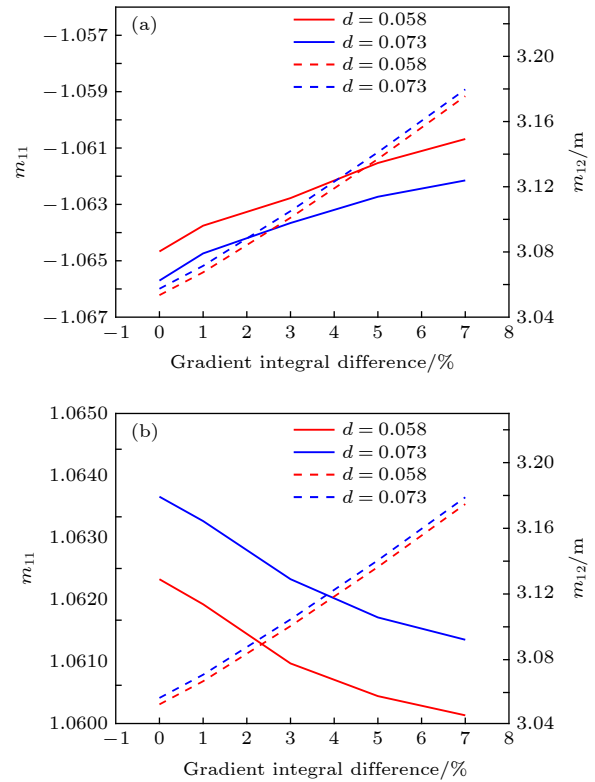 (a)
d = 0.058
d = 0.073
d = 0.058
d = 0.073
−1.057
−1.059
−1.061
−1.063
−1.065
−1.067
m11
3.20
3.16
3.12
3.08
3.04
m12/m
−1 0 1 2 3 4 5 6 7 8
Gradient integral difference/%
(b)
d = 0.058
d = 0.073
d = 0.058
d = 0.073
1.0650
1.0640
1.0630
1.0620
1.0610
1.0600
m11
3.20
3.16
3.12
3.08
3.04
m12/m
−1 0 1 2 3 4 5 6 7 8
Gradient integral difference/%